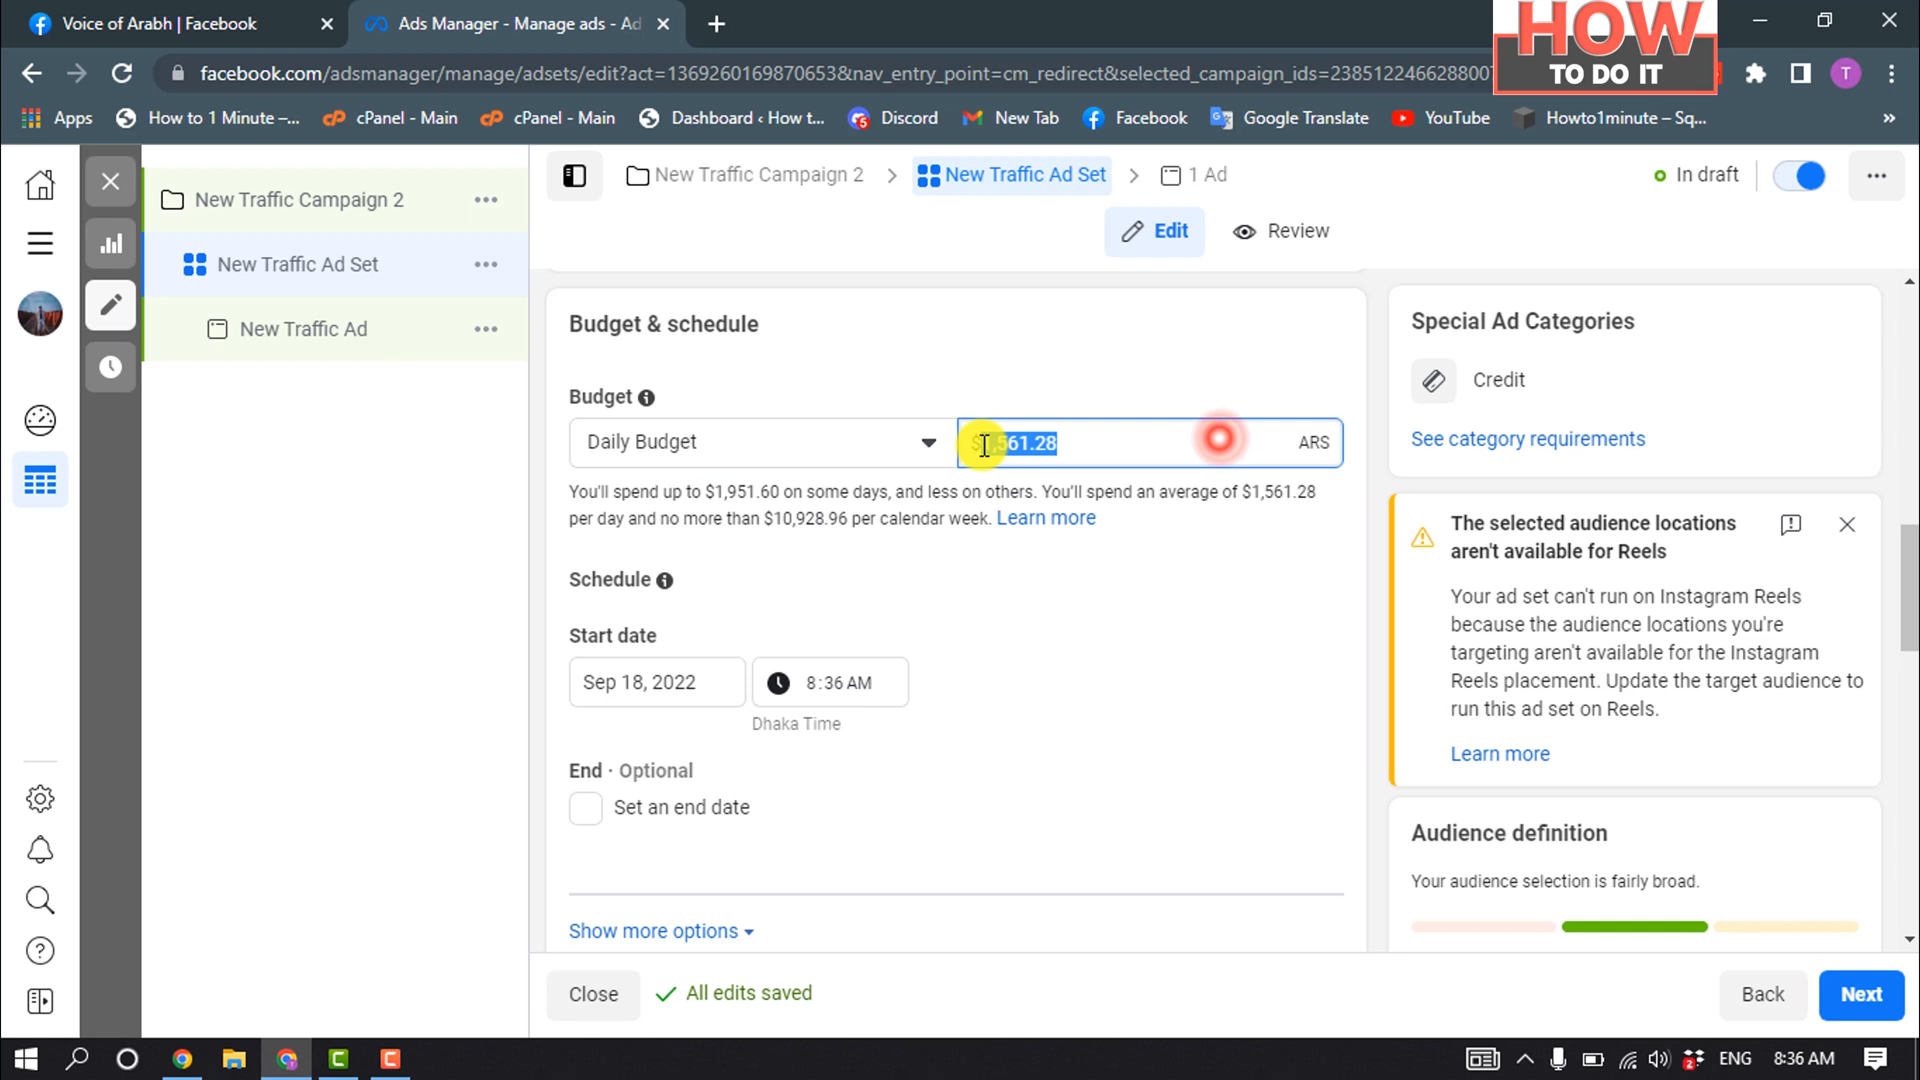 Voice of Arabh | Facebook
Ads Manager - Manage ads - Ad
HOW
TO DO IT
facebook.com/adsmanager/manage/adsets/edit?act=1369260169870653&nav_entry_point=cm_redirect&selected_campaign_ids=238512246628800
T
Apps
How to 1 Minute –...
cPanel - Main
cPanel - Main
Dashboard ‹ How t...
Discord
New Tab
Facebook
Google Translate
YouTube
Howto1minute – Sq...
»
New Traffic Campaign 2
New Traffic Ad Set
New Traffic Ad
New Traffic Campaign 2
New Traffic Ad Set
1 Ad
In draft
Edit
Review
Budget & schedule
Budget
Daily Budget
,561.28
ARS
You'll spend up to $1,951.60 on some days, and less on others. You'll spend an average of $1,561.28
per day and no more than $10,928.96 per calendar week. Learn more
Schedule
Start date
Sep 18, 2022
8:36 AM
Dhaka Time
End · Optional
Set an end date
Show more options
Close
All edits saved
Back
Next
Special Ad Categories
Credit
See category requirements
The selected audience locations
aren't available for Reels
Your ad set can't run on Instagram Reels
because the audience locations you're
targeting aren't available for the Instagram
Reels placement. Update the target audience to
run this ad set on Reels.
Learn more
Audience definition
Your audience selection is fairly broad.
ENG
8:36 AM